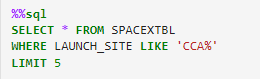 %%sql
SELECT * FROM SPACEXTBL
WHERE LAUNCH_SITE LIKE 'CCA%'
LIMIT 5